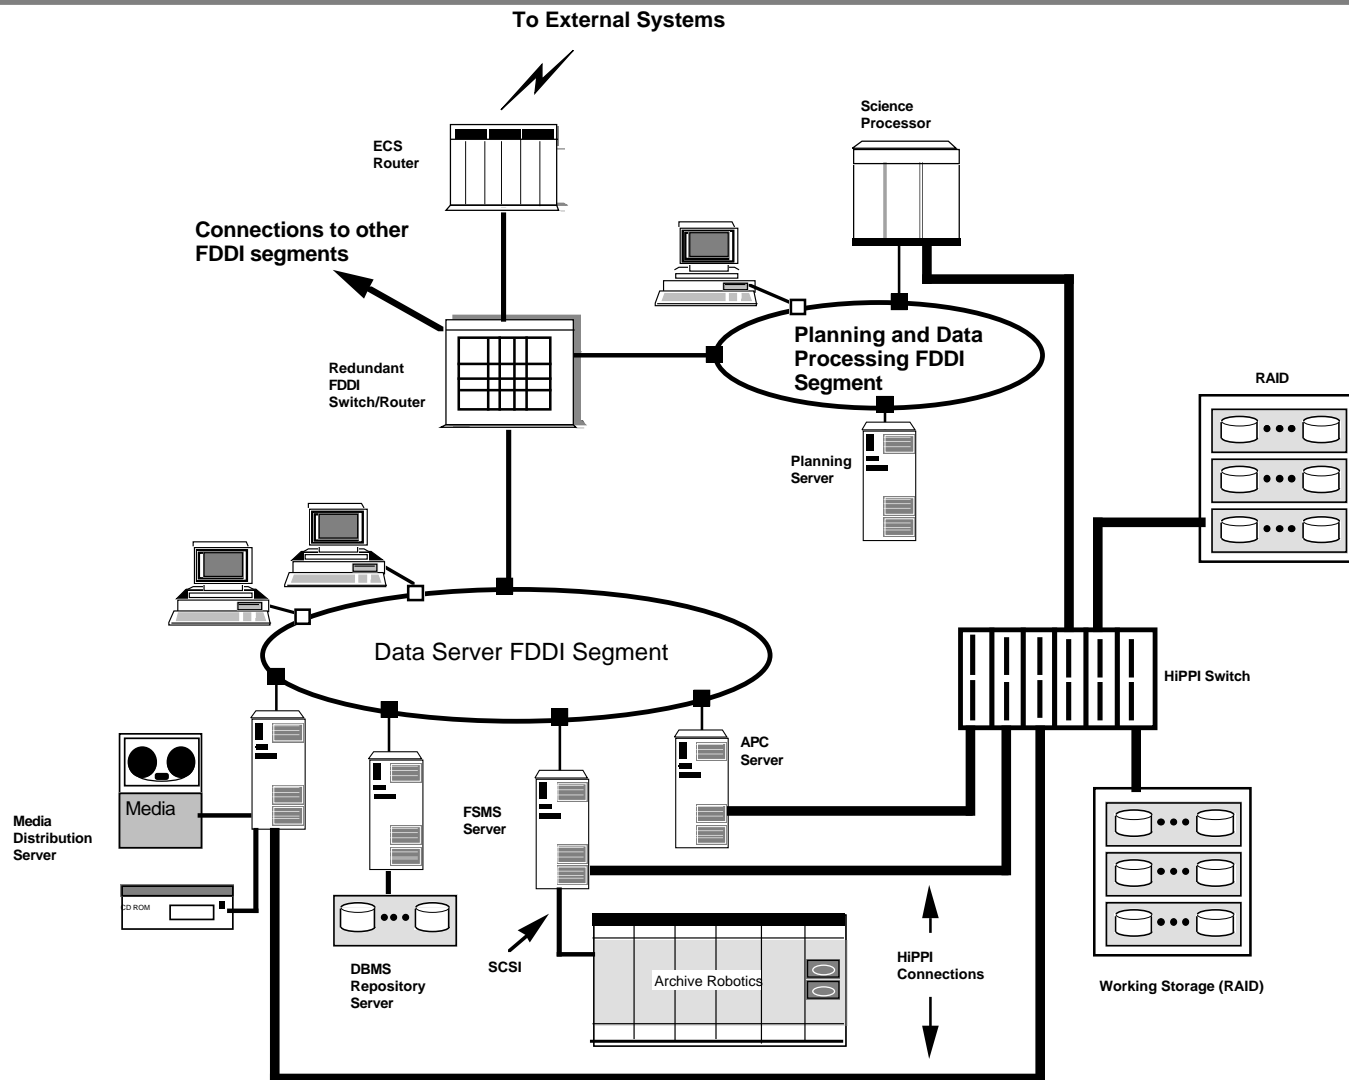 To External Systems
Science
Processor
ECS
Router
Connections to other
FDDI segments
Planning and Data
Processing FDDI
Segment
Redundant
FDDI
Switch/Router
RAID
Planning
Server
Data Server FDDI Segment
HiPPI Switch
APC
Server
Media
FSMS
Server
Media
Distribution
Server
CD ROM
SCSI
DBMS
Repository
Server
Archive Robotics
HiPPI
Connections
Working Storage (RAID)